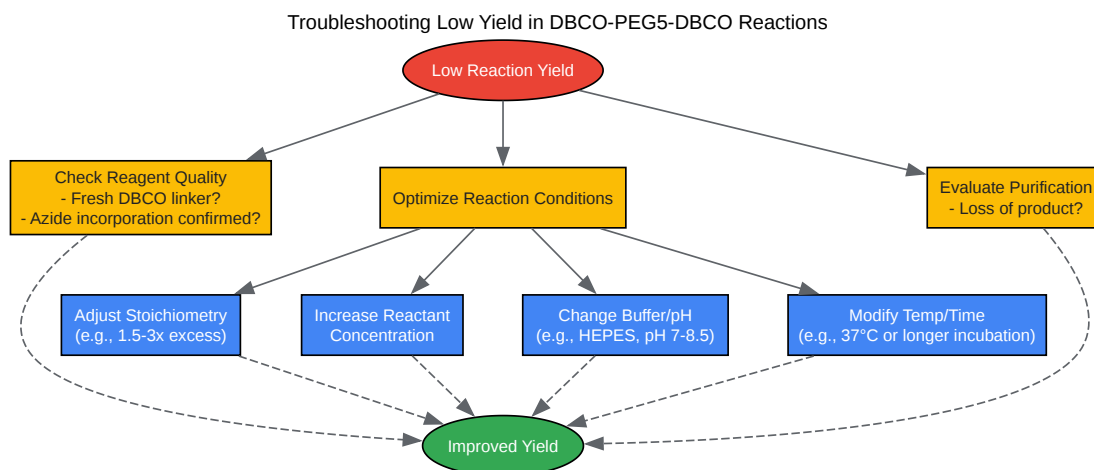 Troubleshooting Low Yield in DBCO-PEG5-DBCO Reactions
Low Reaction Yield
Check Reagent Quality
- Fresh DBCO linker?
- Azide incorporation confirmed?
Optimize Reaction Conditions
Evaluate Purification
- Loss of product?
Adjust Stoichiometry
(e.g., 1.5-3x excess)
Increase Reactant
Concentration
Change Buffer/pH
(e.g., HEPES, pH 7-8.5)
Modify Temp/Time
(e.g., 37°C or longer incubation)
Improved Yield